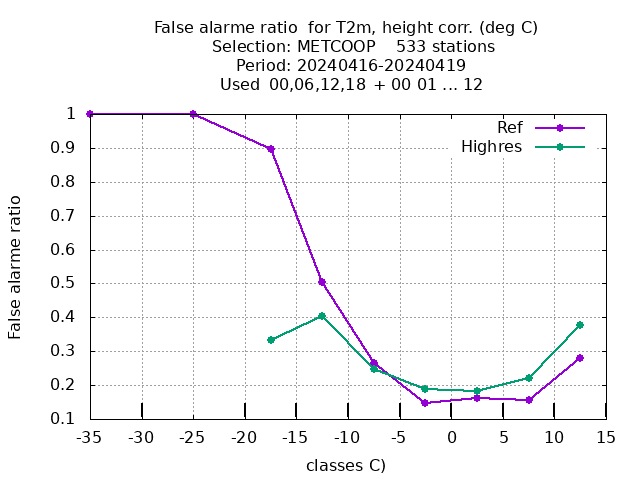 False alarme ratio  for T2m, height corr. (deg C)
Selection: METCOOP    533 stations
Period: 20240416-20240419
Used  00,06,12,18  + 00 01 ... 12
Ref
Highres
False alarme ratio
1
0.9
0.8
0.7
0.6
0.5
0.4
0.3
0.2
0.1
-35 -30 -25 -20 -15 -10 -5 0 5 10 15
classes C)